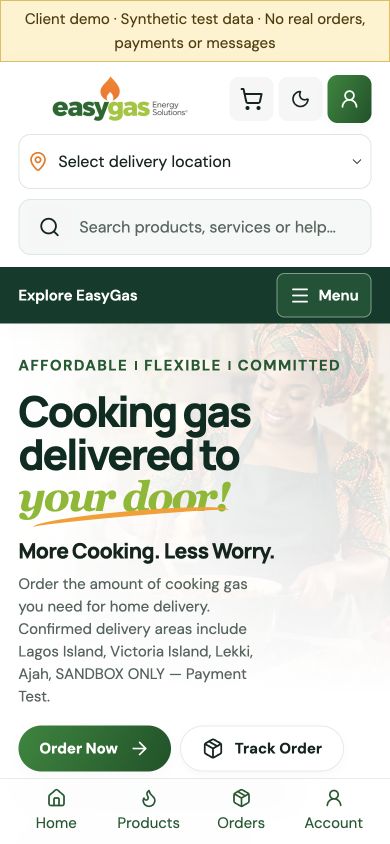 Client demo · Synthetic test data · No real orders,
payments or messages
easygas Energy
Solutions
Select delivery location
Search products, services or help...
Explore EasyGas
Menu
AFFORDABLE I FLEXIBLE I COMMITTED
Cooking gas
delivered to
your door!
More Cooking. Less Worry.
Order the amount of cooking gas
you need for home delivery.
Confirmed delivery areas include
Lagos Island, Victoria Island, Lekki,
Ajah, SANDBOX ONLY — Payment
Test.
Order Now
Track Order
Home
Products
Orders
Account